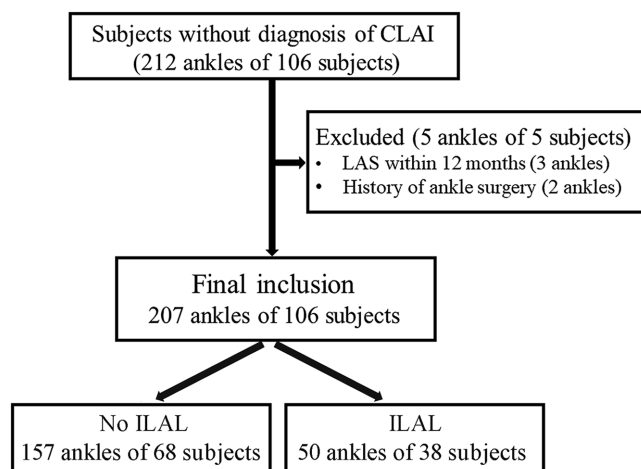 Subjects without diagnosis of CLAI
(212 ankles of 106 subjects)
Excluded (5 ankles of 5 subjects)
• LAS within 12 months (3 ankles)
• History of ankle surgery (2 ankles)
Final inclusion
207 ankles of 106 subjects
No ILAL
157 ankles of 68 subjects
ILAL
50 ankles of 38 subjects